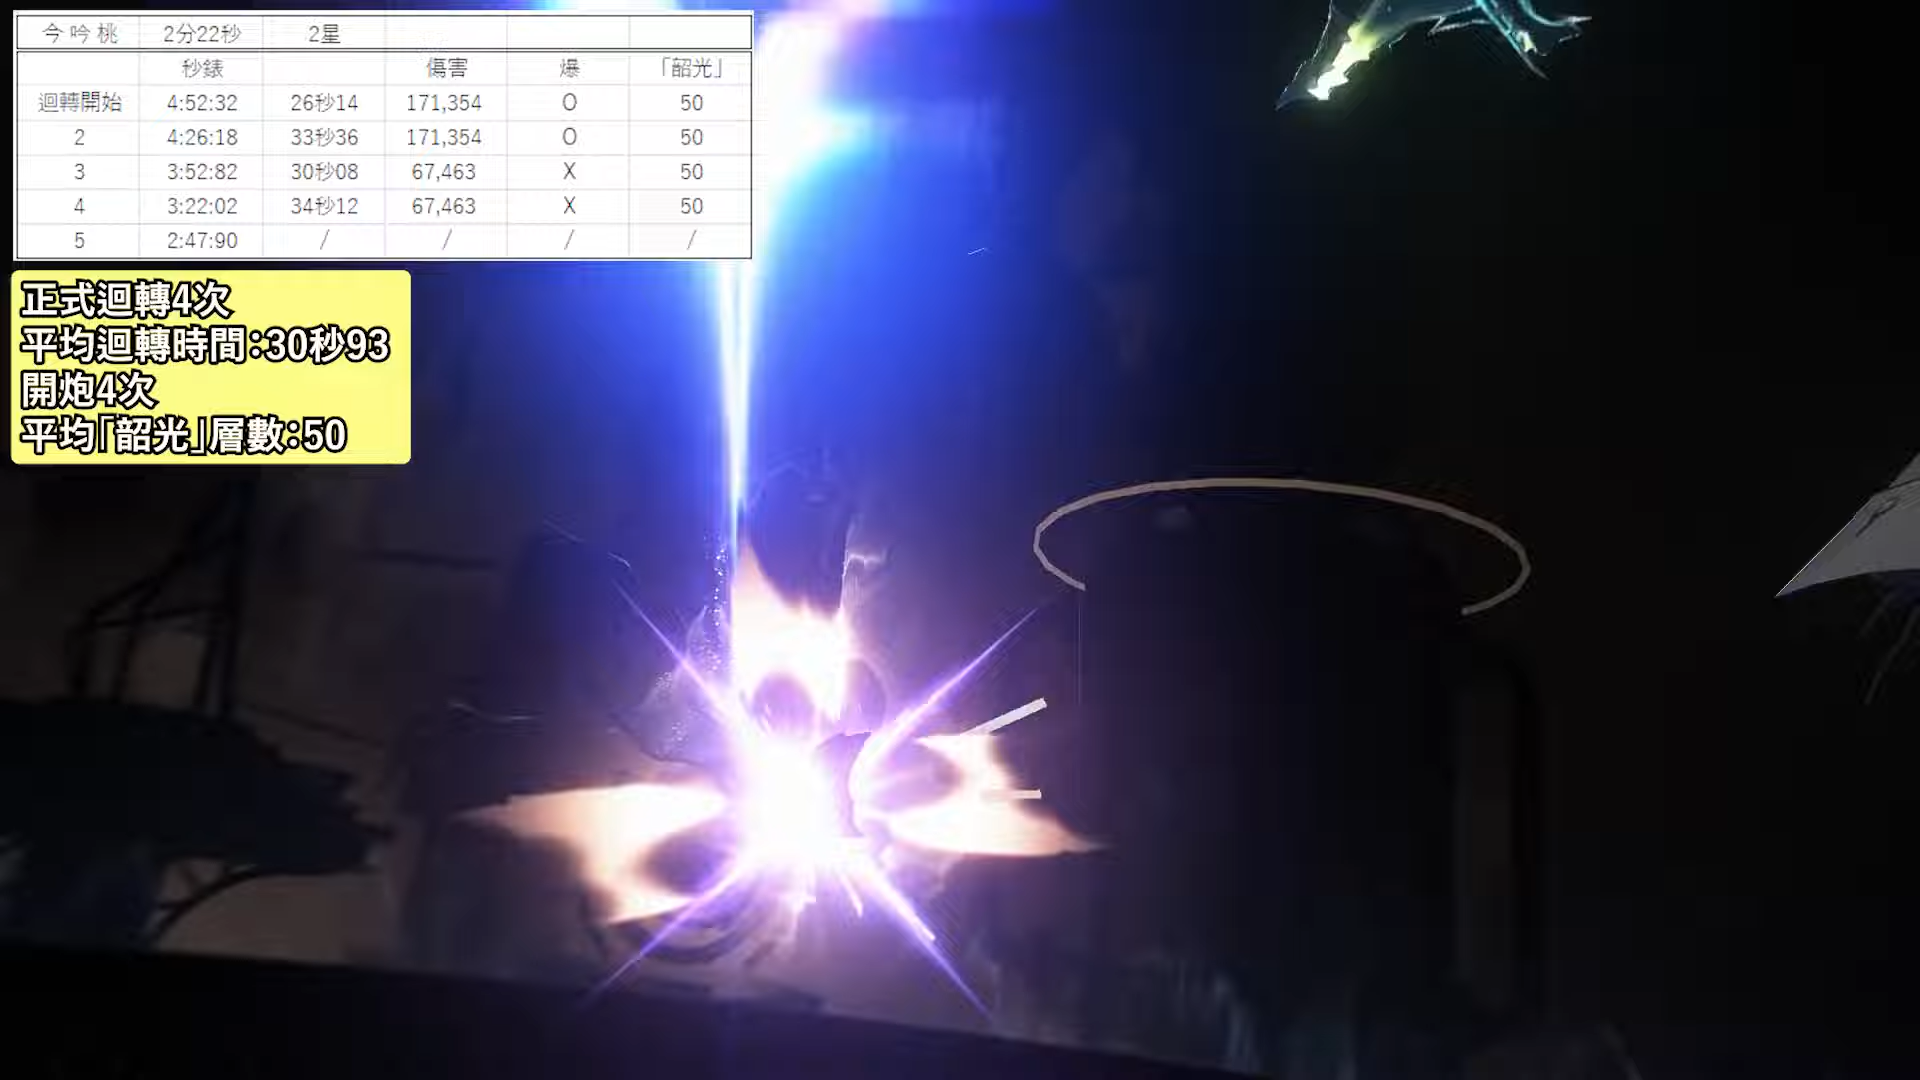 今吟桃 2分22秒 2星
秒錶 傷害 爆 「韶光」
迴轉開始 4:52:32 26秒14 171,354 O 50
2 4:26:18 33秒36 171,354 O 50
3 3:52:82 30秒08 67,463 X 50
4 3:22:02 34秒12 67,463 X 50
5 2:47:90 / / / /
正式迴轉4次
平均迴轉時間:30秒93
開炮4次
平均「韶光」層數:50